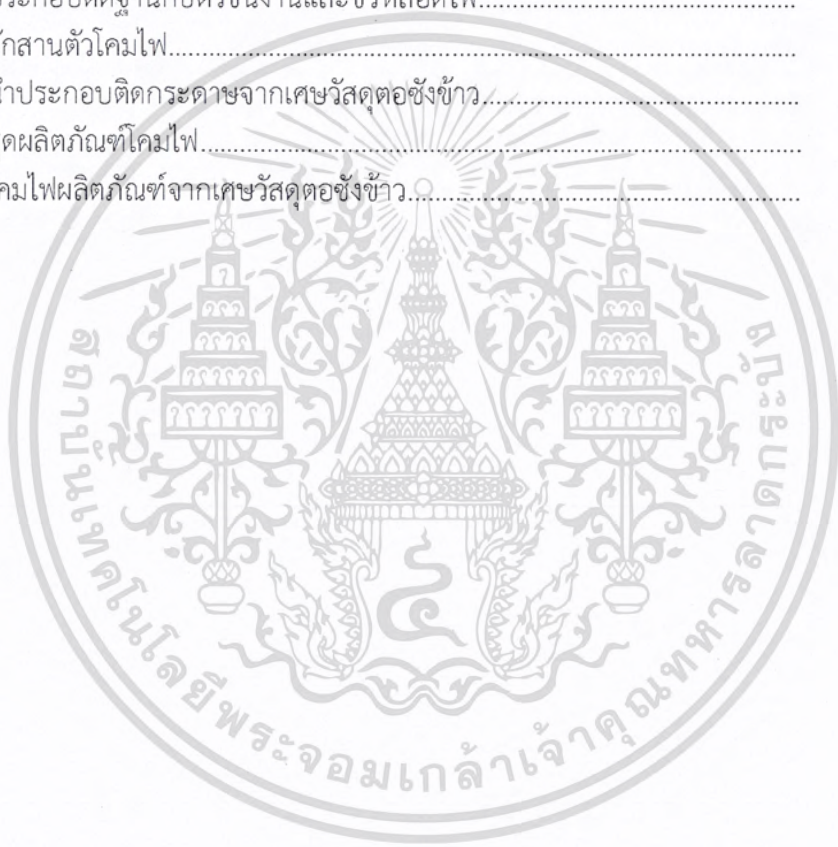 ประกอบติดฐานกับตัวชิ้นงานและขั้วหลอดไฟ
ักสานตัวโคมไฟ
นำประกอบติดกระดาษจากเศษวัสดุตอซังข้าว
ดผลิตภัณฑ์โคมไฟ
คมไฟผลิตภัณฑ์จากเศษวัสดุตอซังข้าว
สถาบันเทคโนโลยีพระจอมเกล้าเจ้าคุณทหารลาดกระบัง
๔